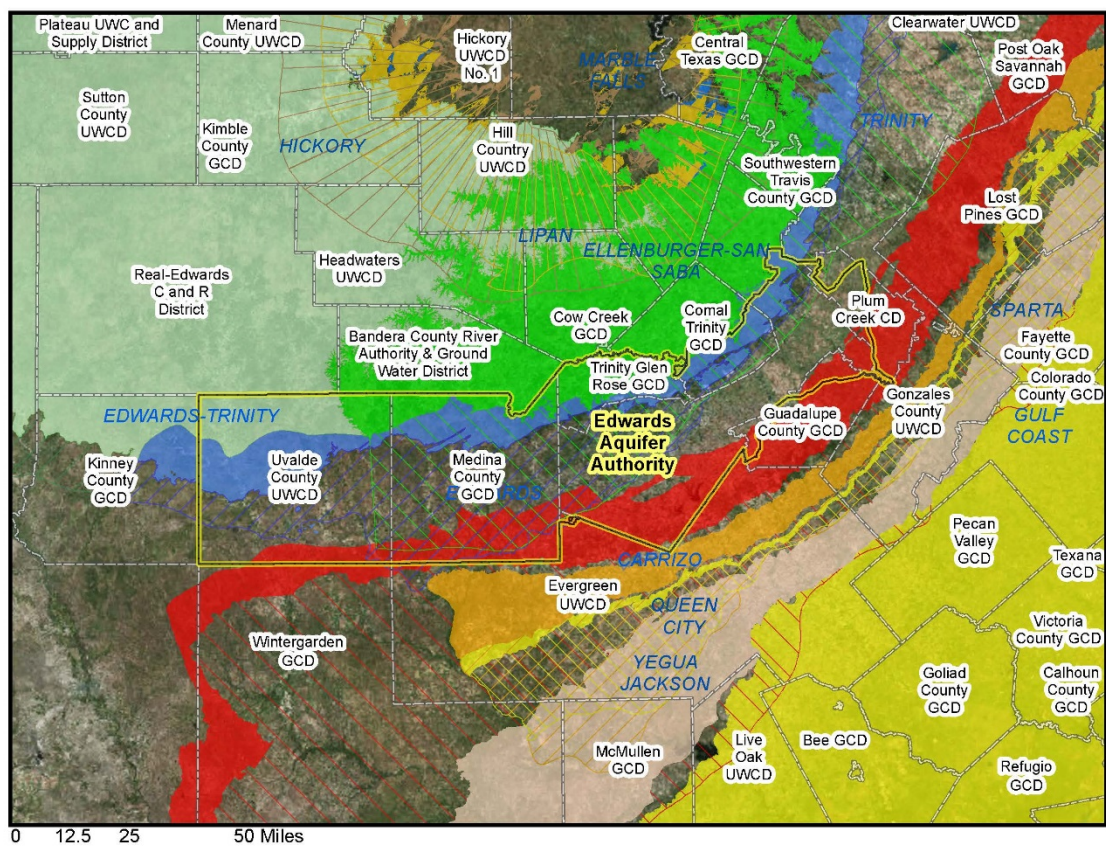 Plateau UWC and
Supply District
Menard
County UWCD
Hickory
UWCD
No. 1
MARBLE
FALLS
Central
Texas GCD
Clearwater UWCD
Post Oak
Savannah
GCD
Sutton
County
UWCD
Kimble
County
GCD
HICKORY
Hill
Country
UWCD
TRINITY
Southwestern
Travis
County GCD
Lost
Pines GCD
LIPAN
ELLENBURGER-SAN
SABA
Headwaters
UWCD
Real-Edwards
C and R
District
Plum
Creek CD
SPARTA
Cow Creek
GCD
Comal
Trinity
GCD
Bandera County River
Authority & Ground
Water District
Trinity Glen
Rose GCD
Fayette
County GCD
Colorado
County GCD
GULF
COAST
EDWARDS-TRINITY
Gonzales
County
UWCD
Guadalupe
County GCD
Edwards
Aquifer
Authority
Kinney
County
GCD
Uvalde
County
UWCD
Medina
County
GCD
EDWARDS
Pecan
Valley
GCD
Texana
GCD
CARRIZO
Evergreen
UWCD
QUEEN
CITY
Victoria
County GCD
Wintergarden
GCD
YEGUA
JACKSON
Goliad
County
GCD
Calhoun
County
GCD
McMullen
GCD
Live
Oak
UWCD
Bee GCD
Refugio
GCD
0 12.5 25 50 Miles